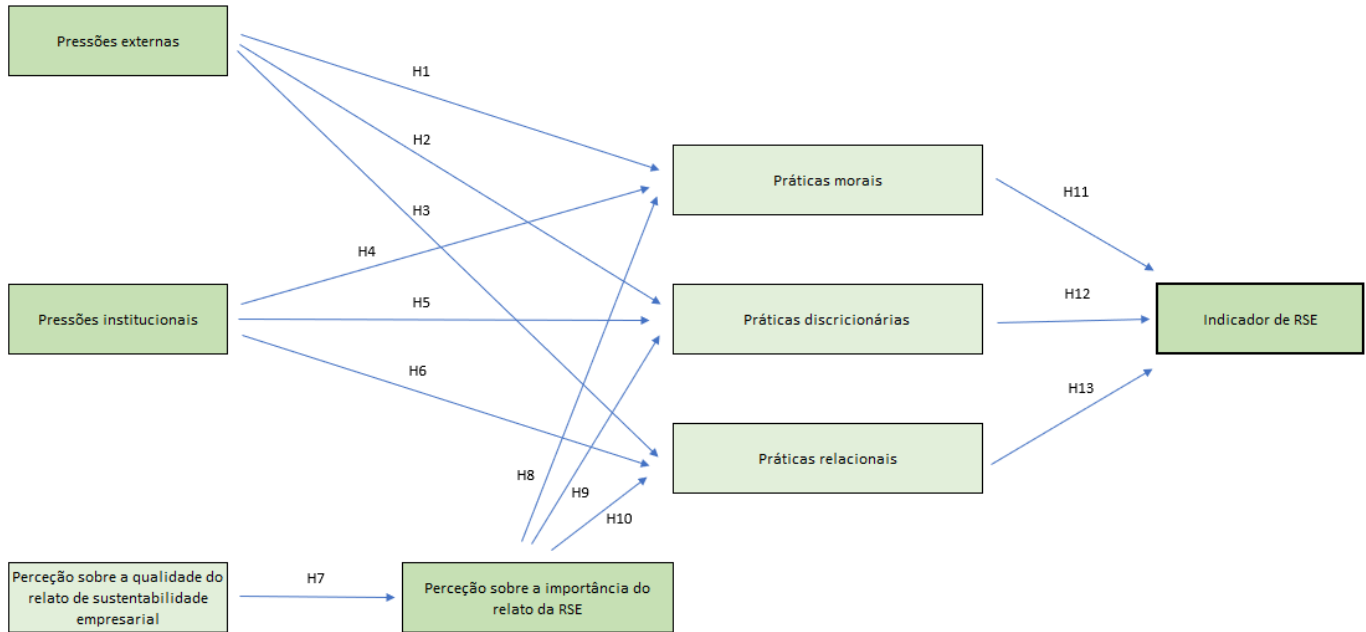 Pressões externas
H1
H2
Práticas morais
H11
H3
H4
Pressões institucionais
H5
Práticas discricionárias
H12
Indicador de RSE
H6
H13
Práticas relacionais
H8
H9
H10
Perceção sobre a qualidade do
relato de sustentabilidade
empresarial
H7
Perceção sobre a importância do
relato da RSE